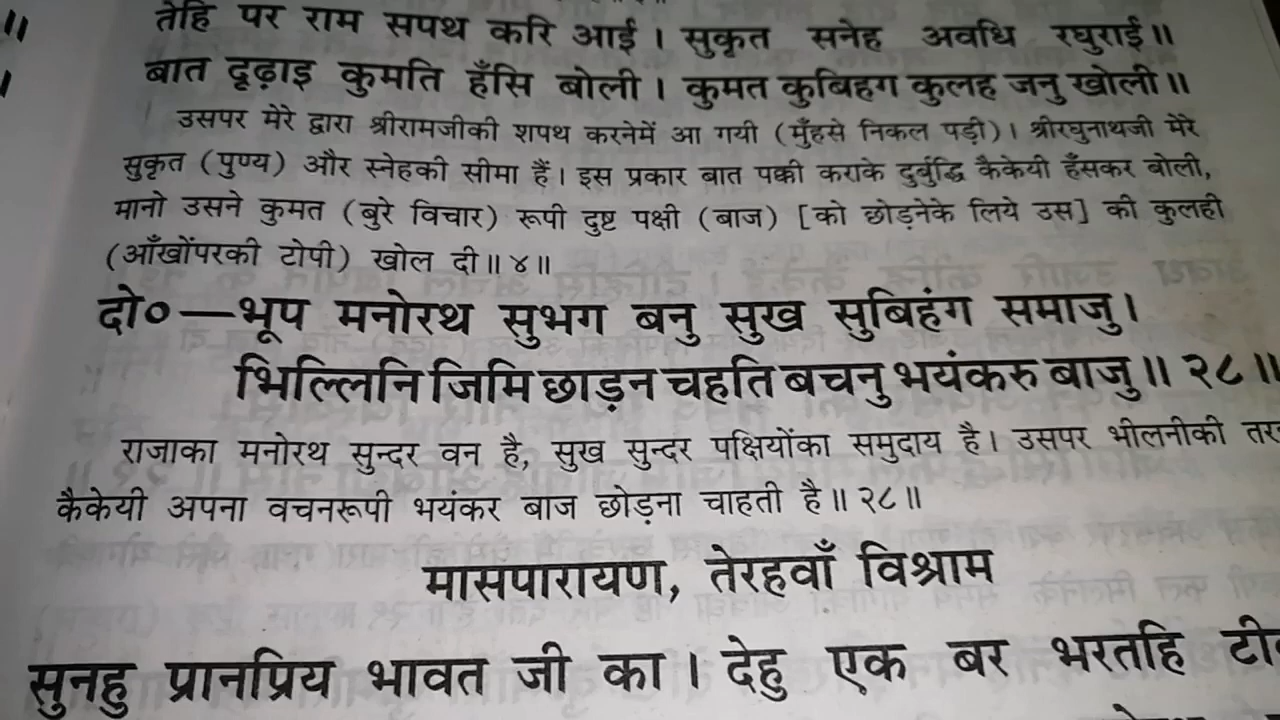 ॥
तेहि पर राम सपथ करि आई । सुकृत सनेह अवधि रघुराई ॥
बात दृढ़ाइ कुमति हँसि बोली । कुमत कुबिहग कुलह जनु खोली ॥
उसपर मेरे द्वारा श्रीरामजीकी शपथ करनेमें आ गयी (मुँहसे निकल पड़ी)। श्रीरघुनाथजी मेरे
सुकृत (पुण्य) और स्नेहकी सीमा हैं। इस प्रकार बात पक्की कराके दुर्बुद्धि कैकेयी हँसकर बोली,
मानो उसने कुमत (बुरे विचार) रूपी दुष्ट पक्षी (बाज) [को छोड़नेके लिये उस] की कुलही
(आँखोंपरकी टोपी) खोल दी॥ ४॥
दो०—भूप मनोरथ सुभग बनु सुख सुबिहंग समाजु।
भिल्लिनि जिमि छाड़न चहति बचनु भयंकरु बाजु॥ २८॥
राजाका मनोरथ सुन्दर वन है, सुख सुन्दर पक्षियोंका समुदाय है। उसपर भीलनीकी
कैकेयी अपना वचनरूपी भयंकर बाज छोड़ना चाहती है॥ २८॥
मासपारायण, तेरहवाँ विश्राम
सुनहु प्रानप्रिय भावत जी का। देहु एक बर भरतहि